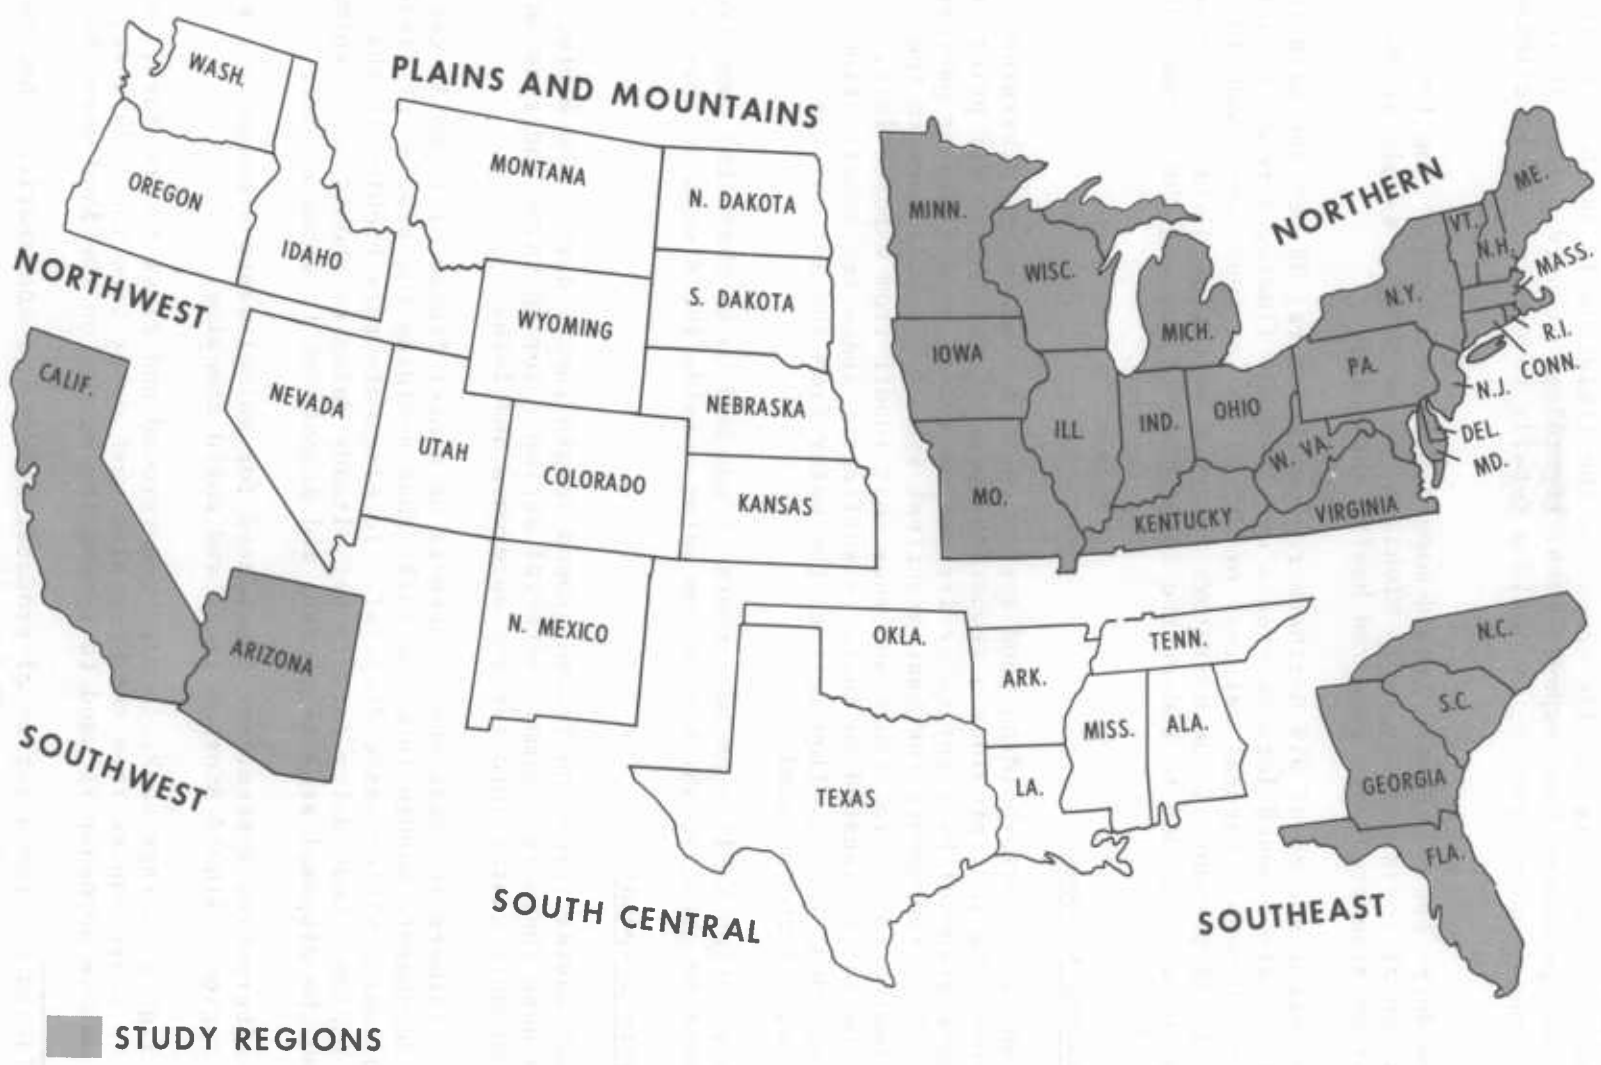 WASH.
OREGON
IDAHO
NORTHWEST
PLAINS AND MOUNTAINS
MONTANA
N. DAKOTA
S. DAKOTA
WYOMING
NEBRASKA
NEVADA
UTAH
COLORADO
KANSAS
N. MEXICO
CALIF.
ARIZONA
SOUTHWEST
NORTHERN
MINN.
WISC.
MICH.
IOWA
ILL.
IND.
OHIO
MO.
KENTUCKY
W. VA.
VIRGINIA
PA.
N.Y.
VT.
N.H.
ME.
MASS.
R.I.
CONN.
N.J.
DEL.
MD.
OKLA.
TEXAS
ARK.
LA.
TENN.
MISS.
ALA.
SOUTH CENTRAL
N.C.
S.C.
GEORGIA
FLA.
SOUTHEAST
STUDY REGIONS